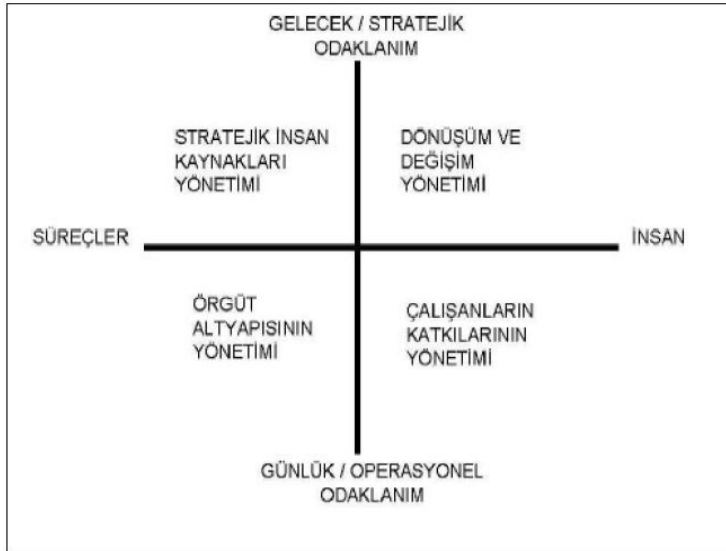 GELECEK / STRATEJİK
ODAKLANIM
STRATEJİK İNSAN
KAYNAKLARI
YÖNETİMİ
DÖNÜŞÜM VE
DEĞİŞİM
YÖNETİMİ
SÜREÇLER
İNSAN
ÖRGÜT
ALTYAPISININ
YÖNETİMİ
ÇALIŞANLARIN
KATKILARININ
YÖNETİMİ
GÜNLÜK / OPERASYONEL
ODAKLANIM